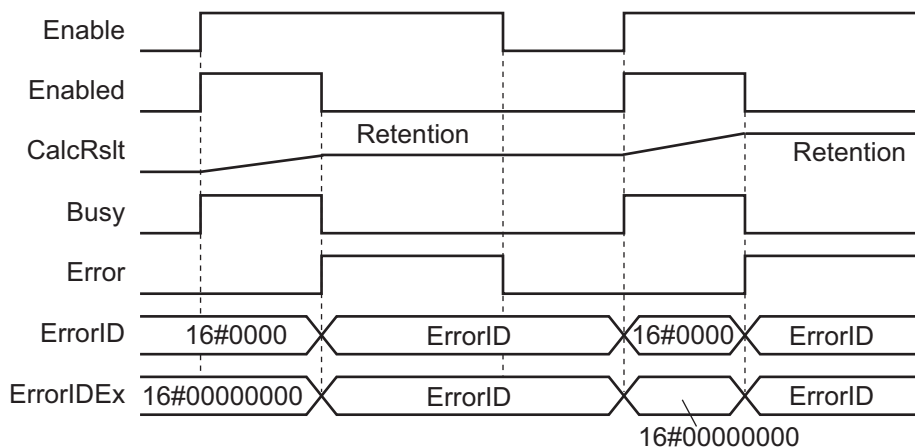 Enable
Enabled
CalcRslt Retention Retention
Busy
Error
ErrorID 16#0000 ErrorID 16#0000 ErrorID
ErrorIDEx 16#00000000 ErrorID ErrorID
16#00000000